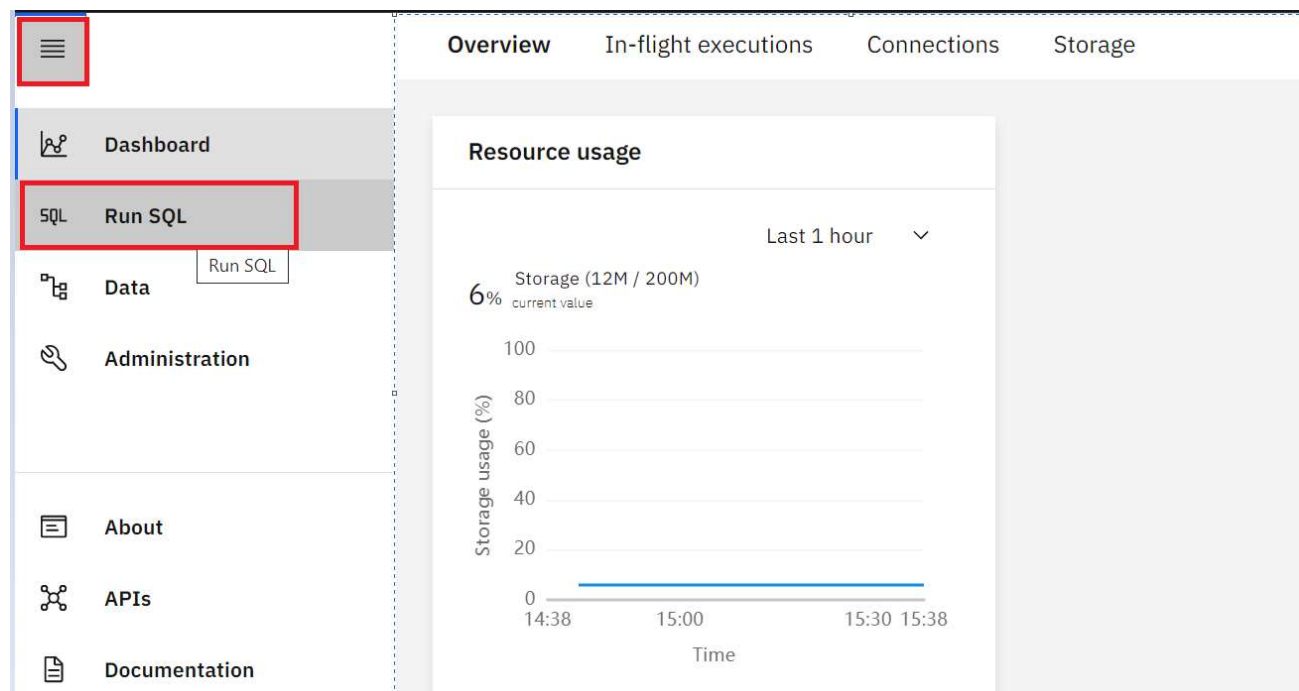 Overview In-flight executions Connections Storage
Dashboard
SQL Run SQL
Run SQL
Data
Administration
About
APIs
Documentation
Resource usage
Last 1 hour
6% Storage (12M / 200M)
current value
Storage usage (%)
100
80
60
40
20
0
14:38 15:00 15:30 15:38
Time